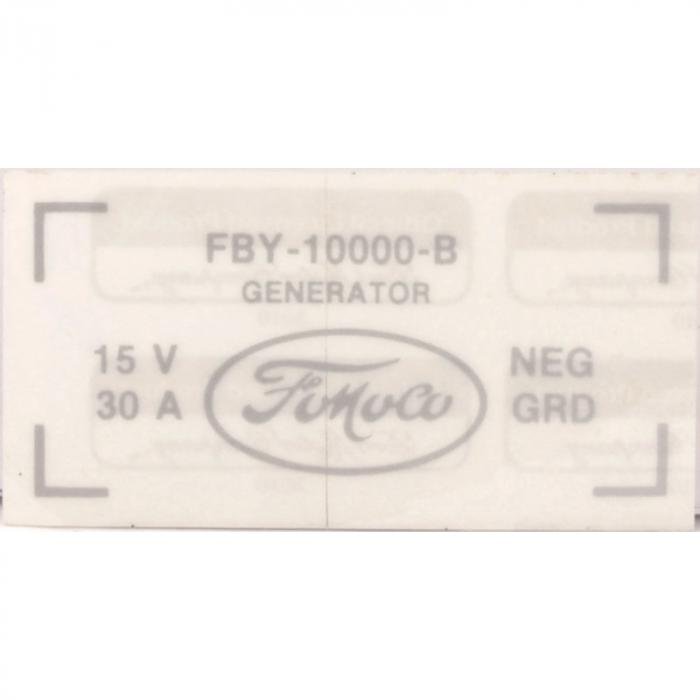 FBY-10000-B
GENERATOR
15 V
30 A
FoMoCo
NEG
GRD